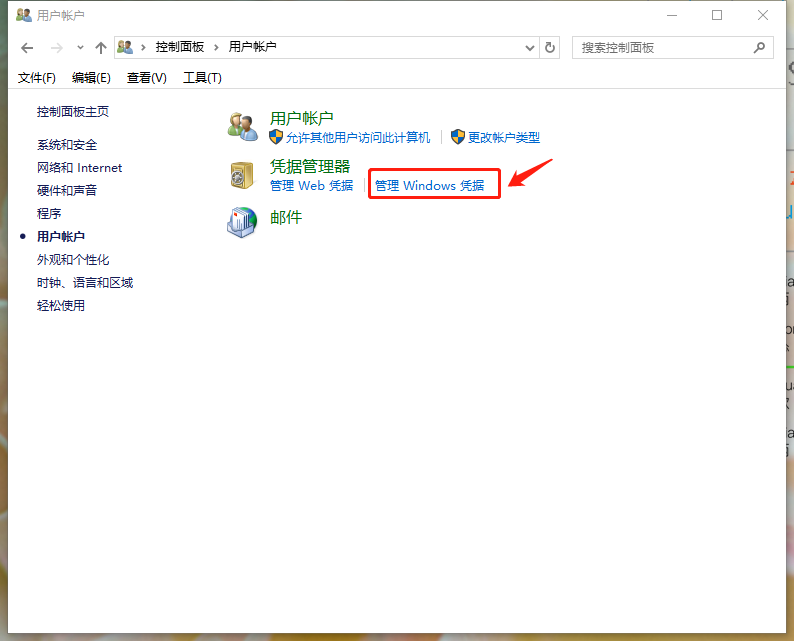 用户帐户
控制面板 用户帐户
搜索控制面板
文件(F) 编辑(E) 查看(V) 工具(T)
控制面板主页
系统和安全
网络和 Internet
硬件和声音
程序
用户帐户
外观和个性化
时钟、语言和区域
轻松使用
用户帐户
允许其他用户访问此计算机 更改帐户类型
凭据管理器
管理 Web 凭据 管理 Windows 凭据
邮件